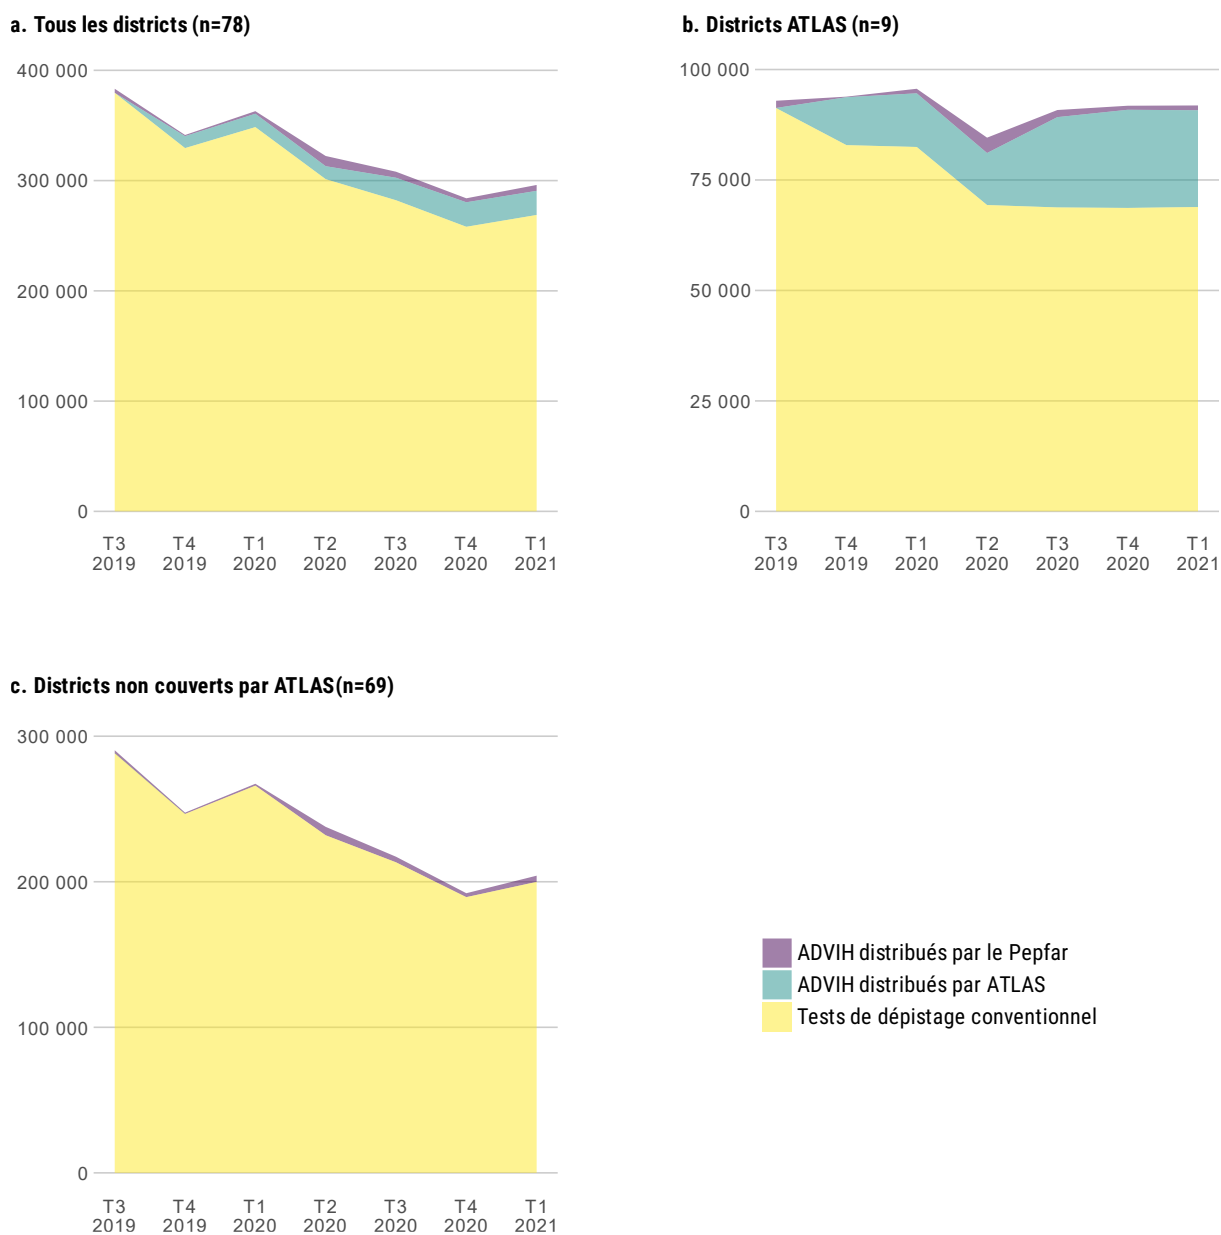 a. Tous les districts (n=78)
400 000
300 000
200 000
100 000
0
T3 T4 T1 T2 T3 T4 T1
2019 2019 2020 2020 2020 2020 2021
b. Districts ATLAS (n=9)
100 000
75 000
50 000
25 000
0
T3 T4 T1 T2 T3 T4 T1
2019 2019 2020 2020 2020 2020 2021
c. Districts non couverts par ATLAS(n=69)
300 000
200 000
100 000
0
T3 T4 T1 T2 T3 T4 T1
2019 2019 2020 2020 2020 2020 2021
ADVIH distribués par le Pepfar
ADVIH distribués par ATLAS
Tests de dépistage conventionnel